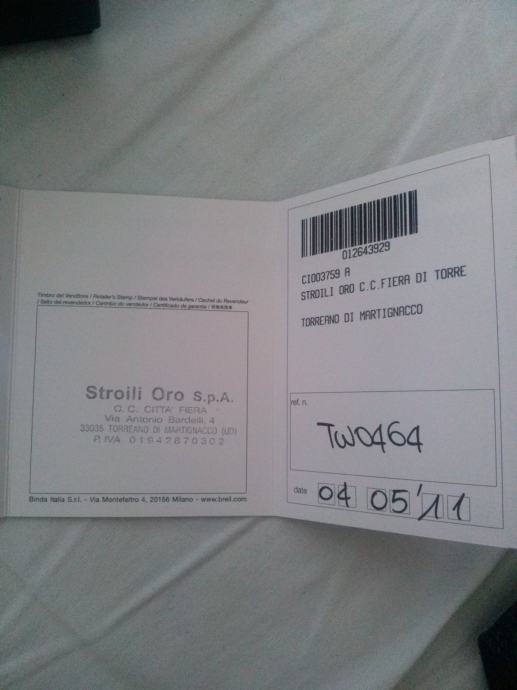 Timbro del Venditore / Retailer's Stamp / Stempel des Verkäufers / Cachet du Revendeur
/ Sello del revendedor / Carimbo do vendedor / Certificado de garantia /
Stroili Oro S.p.A.
C. C. CITTA' FIERA
Via Antonio Bardelli, 4
33035 TORREANO DI MARTIGNACCO (UD)
P. IVA 01942870302
Binda Italia S.r.l. - Via Montefeltro 4, 20156 Milano - www.breil.com
012643929
CI003759 A
STROILI ORO C.C.FIERA DI TORRE
TORREANO DI MARTIGNACCO
ref. n.
TW0464
date 04 05 '11